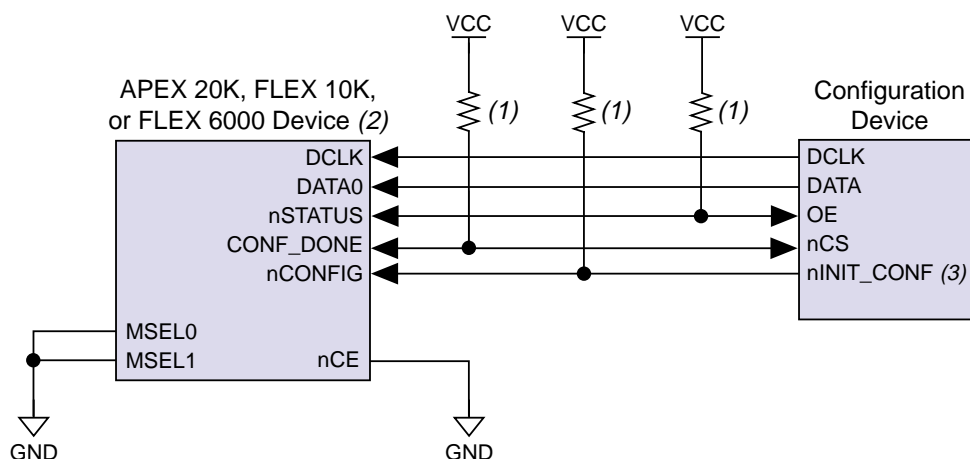 VCC
VCC
VCC
APEX 20K, FLEX 10K,
or FLEX 6000 Device (2)
(1)
(1)
(1)
Configuration
Device
DCLK
DATA0
nSTATUS
CONF_DONE
nCONFIG
MSEL0
MSEL1
nCE
DCLK
DATA
OE
nCS
nINIT_CONF (3)
GND
GND